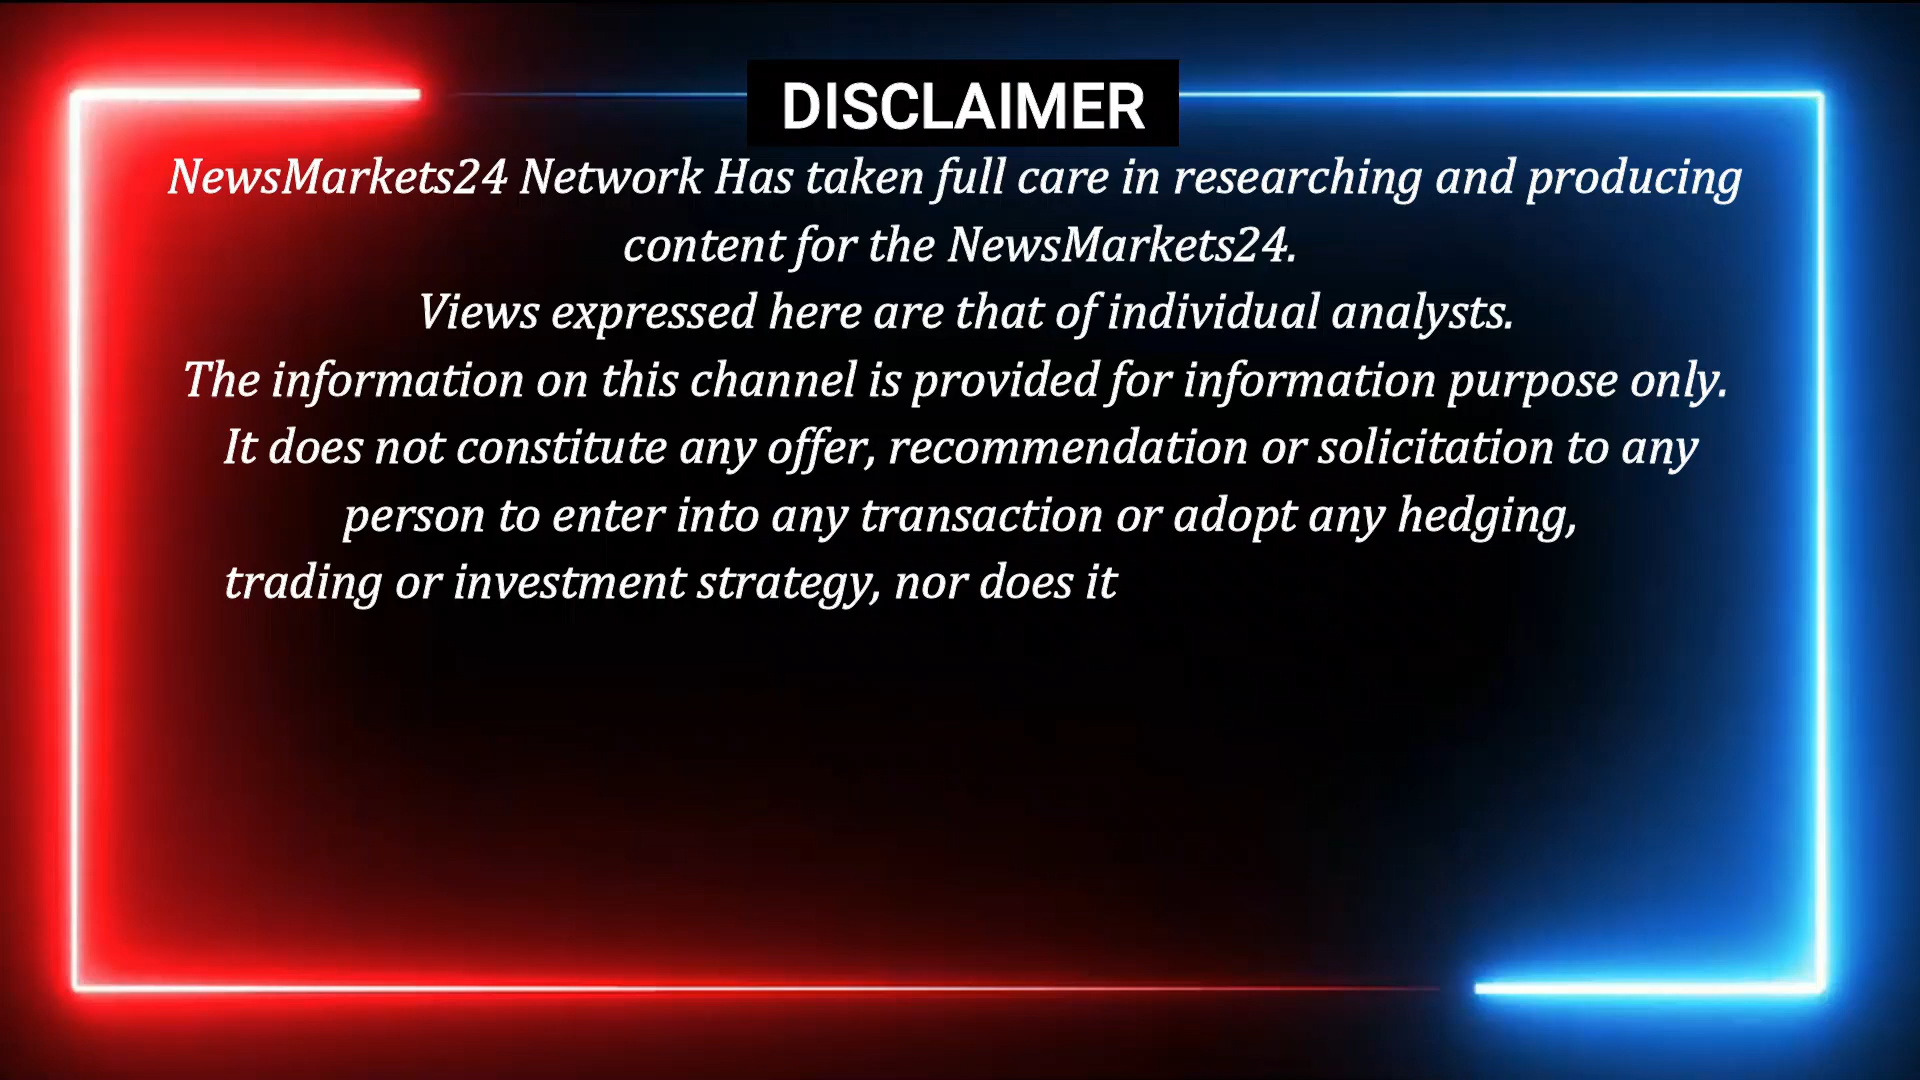 DISCLAIMER
NewsMarkets24 Network Has taken full care in researching and producing
content for the NewsMarkets24.
Views expressed here are that of individual analysts.
The information on this channel is provided for information purpose only.
It does not constitute any offer, recommendation or solicitation to any
person to enter into any transaction or adopt any hedging,
trading or investment strategy, nor does it